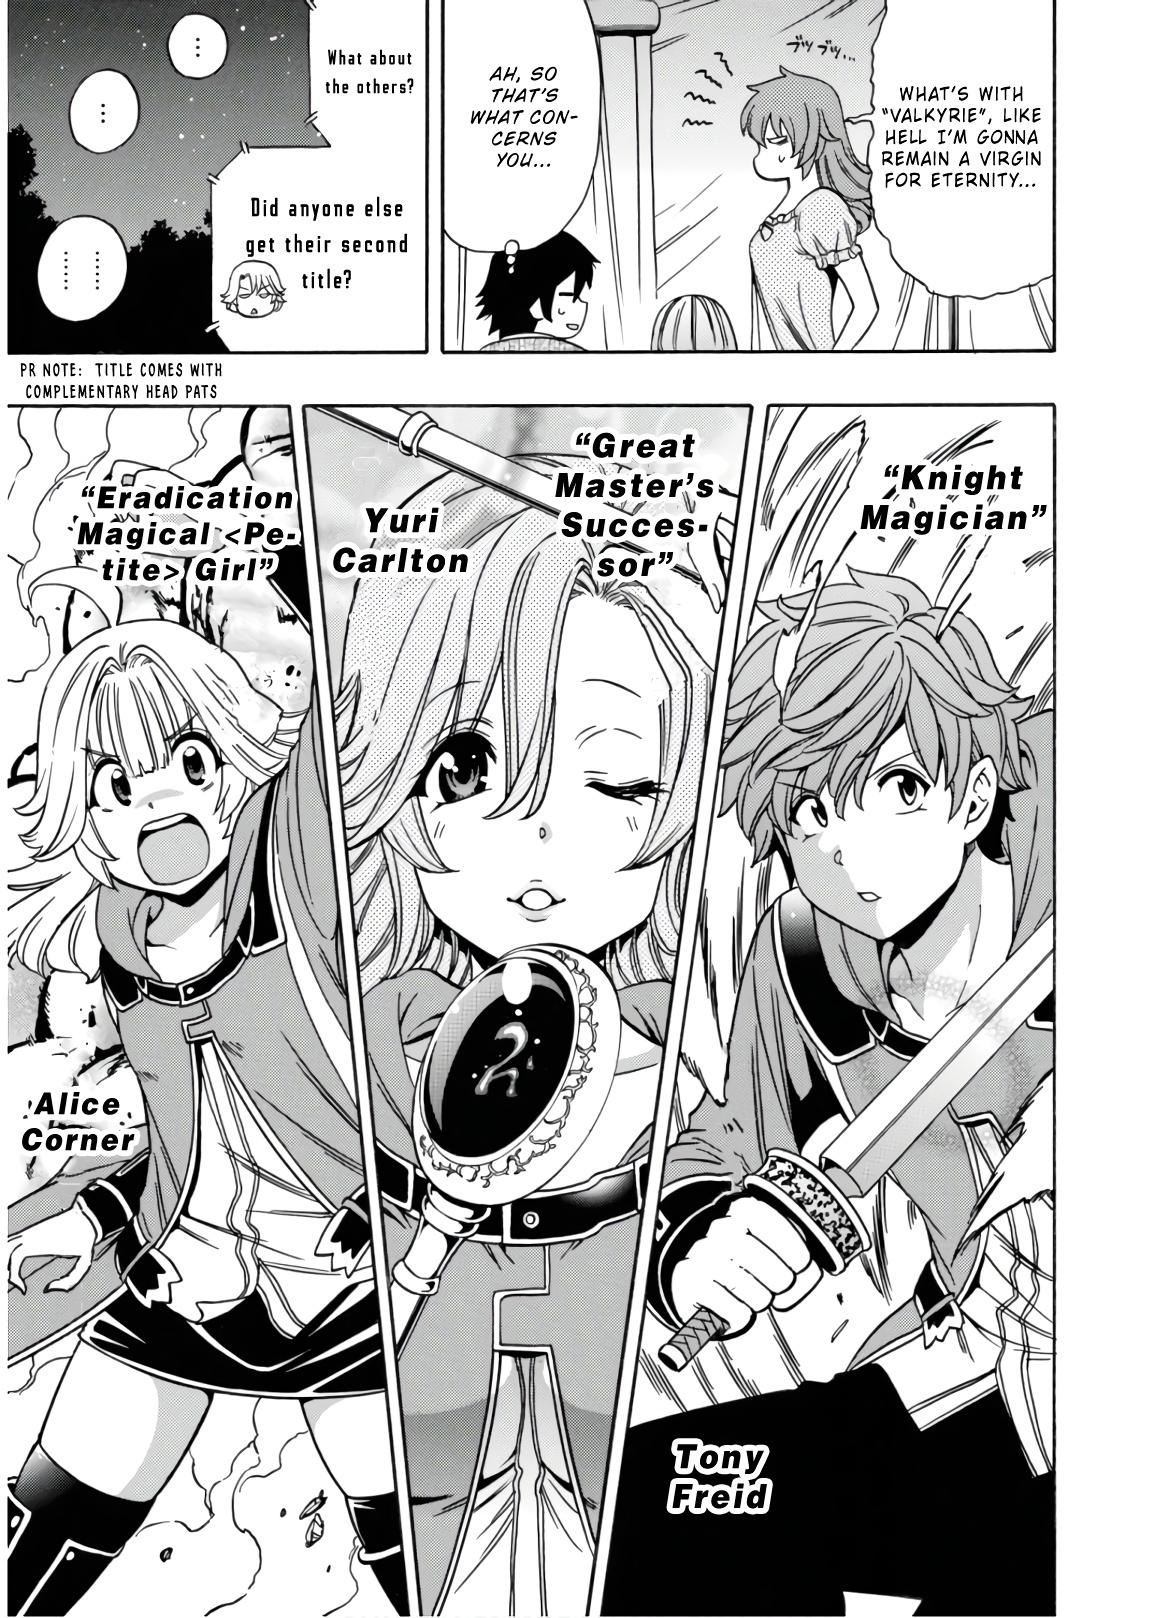 WHAT'S WITH
"VALKYRIE", LIKE
HELL I'M GONNA
REMAIN A VIRGIN
FOR ETERNITY...
ブツブツ...
AH, SO
THAT'S
WHAT CON-
CERNS
YOU...
What about
the others?
Did anyone else
get their second
title?
...
...
...... ......
PR NOTE: TITLE COMES WITH
COMPLEMENTARY HEAD PATS
"Knight
Magician"
Tony
Freid
"Great
Master's
Succes-
sor"
Yuri
Carlton
2
"Eradication
Magical <Pe-
tite> Girl"
Alice
Corner